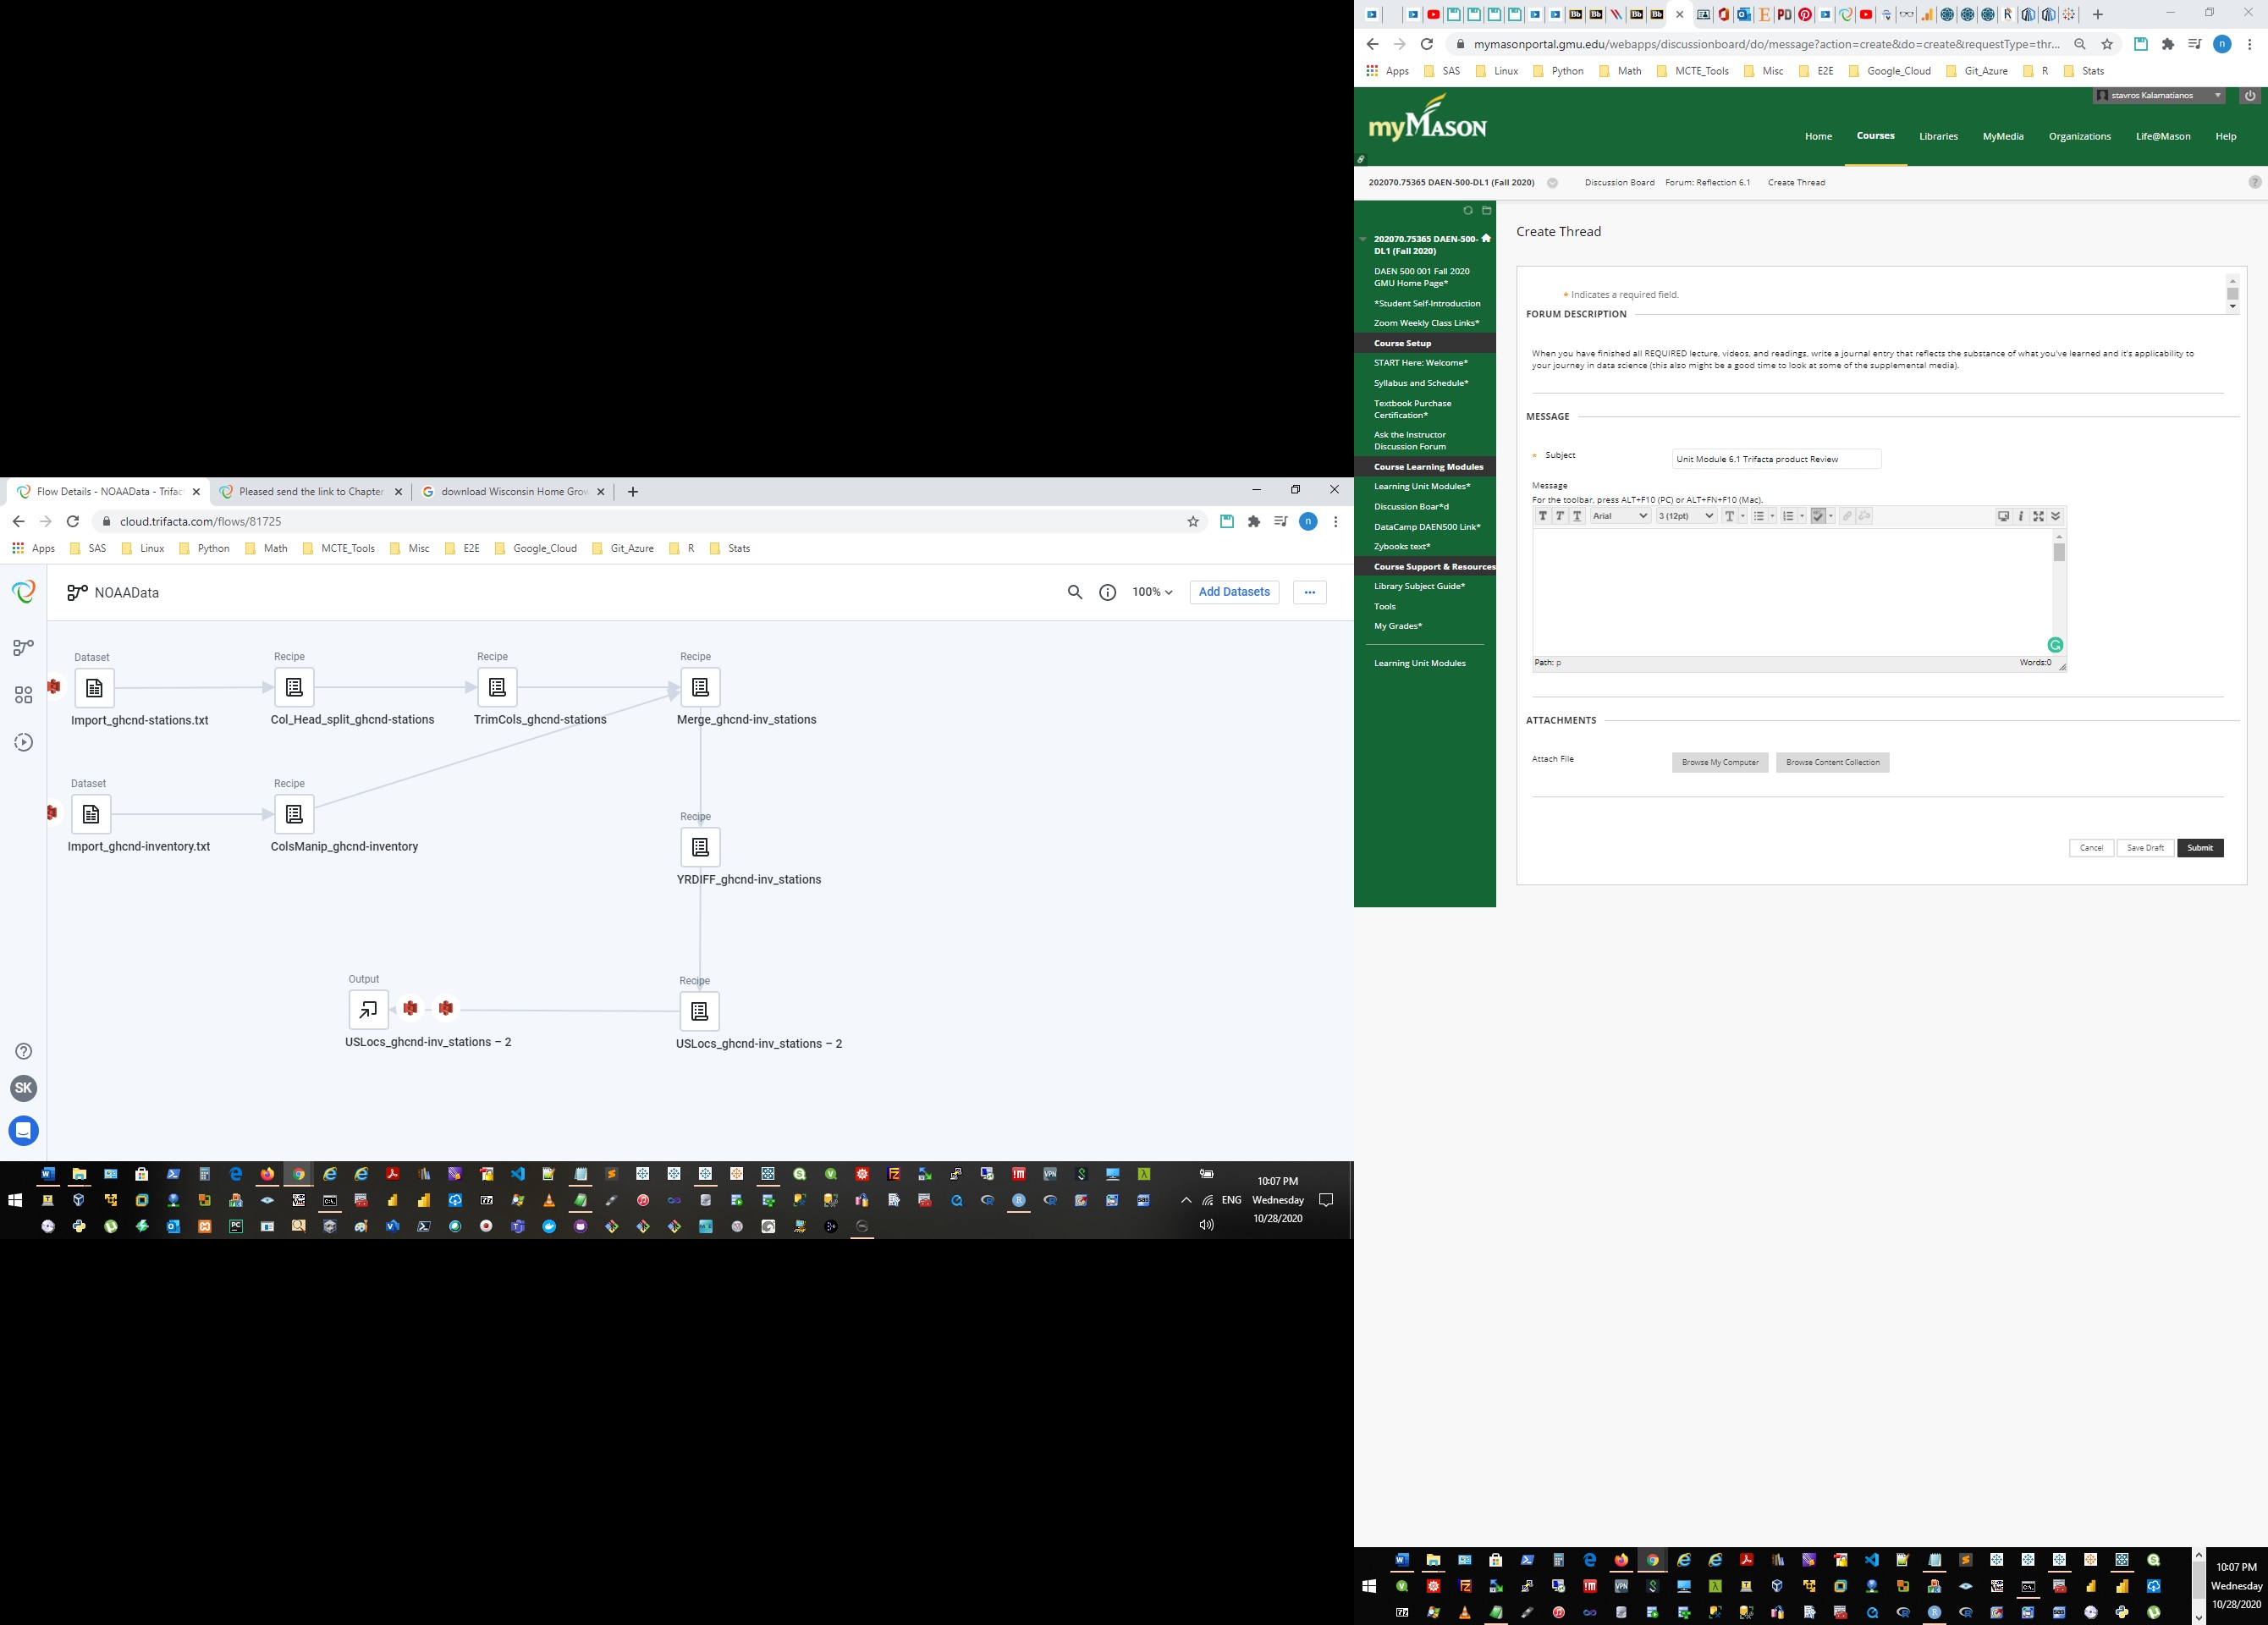 Flow Details - NOAAData - Trifac
Pleased send the link to Chapter
download Wisconsin Home Grow
cloud.trifacta.com/flows/81725
n
Apps SAS Linux Python Math MCTE_Tools Misc E2E Google_Cloud Git_Azure R Stats
NOAAData
100%
Add Datasets
Dataset
Import_ghcnd-stations.txt
Recipe
Col_Head_split_ghcnd-stations
Recipe
TrimCols_ghcnd-stations
Recipe
Merge_ghcnd-inv_stations
Dataset
Import_ghcnd-inventory.txt
Recipe
ColsManip_ghcnd-inventory
Recipe
YRDIFF_ghcnd-inv_stations
Output
USLocs_ghcnd-inv_stations – 2
Recipe
USLocs_ghcnd-inv_stations – 2
SK
ENG
10:07 PM
Wednesday
10/28/2020
mymasonportal.gmu.edu/webapps/discussionboard/do/message?action=create&do=create&requestType=thr...
n
Apps SAS Linux Python Math MCTE_Tools Misc E2E Google_Cloud Git_Azure R Stats
stavros Kalamatianos
myMASON
Home Courses Libraries MyMedia Organizations Life@Mason Help
202070.75365 DAEN-500-DL1 (Fall 2020)
Discussion Board Forum: Reflection 6.1 Create Thread
202070.75365 DAEN-500-
DL1 (Fall 2020)
DAEN 500 001 Fall 2020
GMU Home Page*
*Student Self-Introduction
Zoom Weekly Class Links*
Course Setup
START Here: Welcome*
Syllabus and Schedule*
Textbook Purchase
Certification*
Ask the Instructor
Discussion Forum
Course Learning Modules
Learning Unit Modules*
Discussion Boar*d
DataCamp DAEN500 Link*
Zybooks text*
Course Support & Resources
Library Subject Guide*
Tools
My Grades*
Learning Unit Modules
Create Thread
* Indicates a required field.
FORUM DESCRIPTION
When you have finished all REQUIRED lecture, videos, and readings, write a journal entry that reflects the substance of what you've learned and it's applicability to
your journey in data science (this also might be a good time to look at some of the supplemental media).
MESSAGE
* Subject
Unit Module 6.1 Trifacta product Review
Message
For the toolbar, press ALT+F10 (PC) or ALT+FN+F10 (Mac).
T T T Arial 3 (12pt) T
Path: p
Words:0
ATTACHMENTS
Attach File
Browse My Computer
Browse Content Collection
Cancel
Save Draft
Submit
10:07 PM
Wednesday
10/28/2020